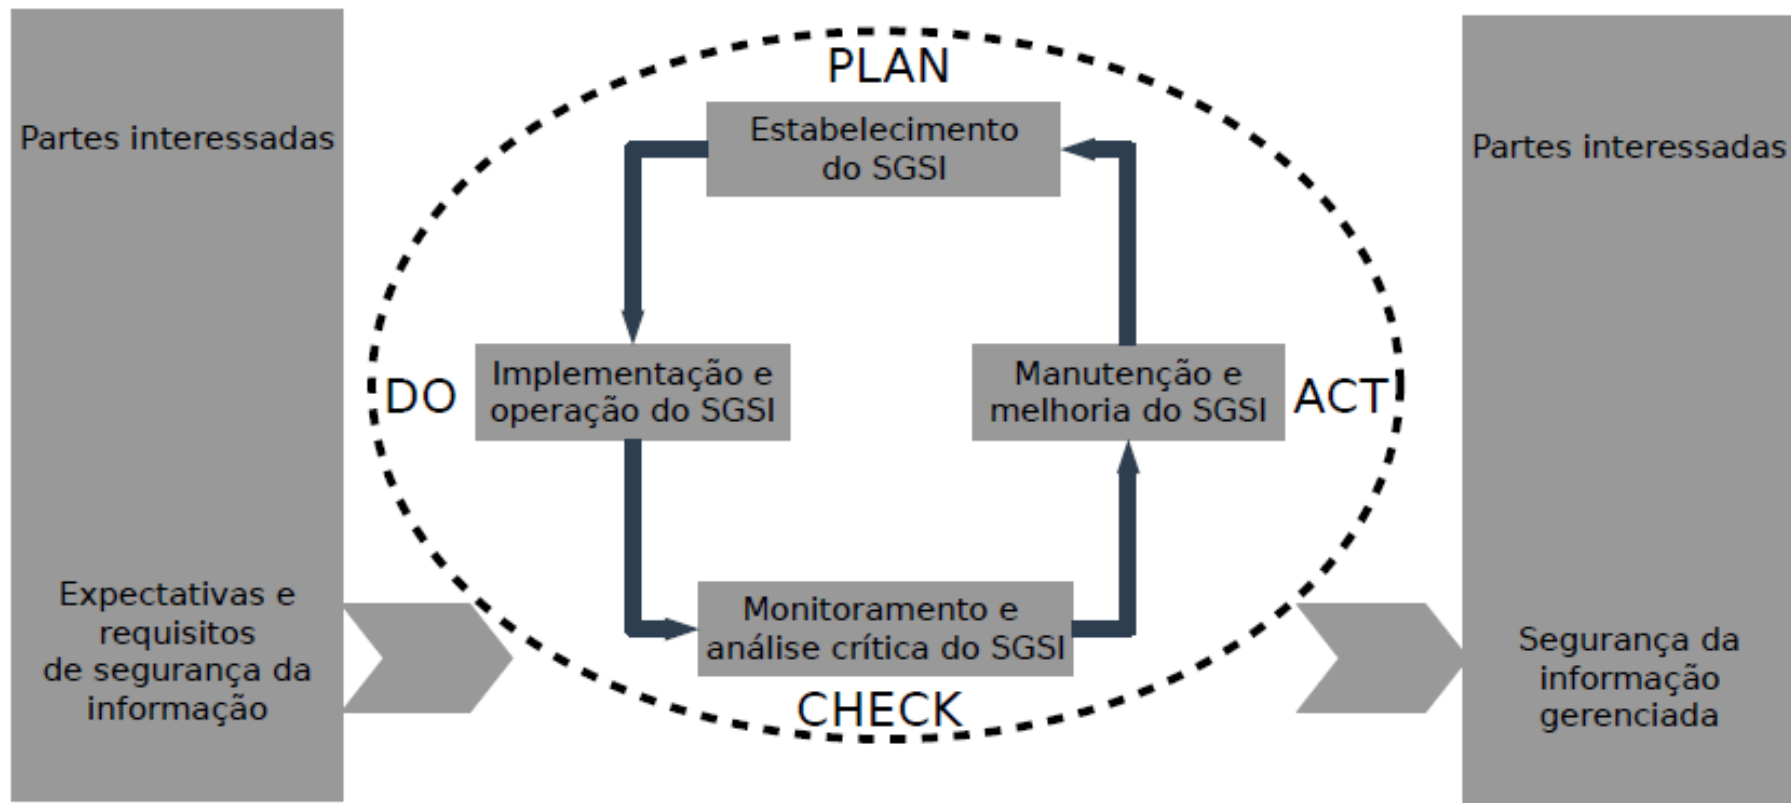 Partes interessadas
Expectativas e
requisitos
de segurança da
informação
PLAN
Estabelecimento
do SGSI
DO
Implementação e
operação do SGSI
Manutenção e
melhoria do SGSI
ACT
Monitoramento e
análise crítica do SGSI
CHECK
Partes interessadas
Segurança da
informação
gerenciada